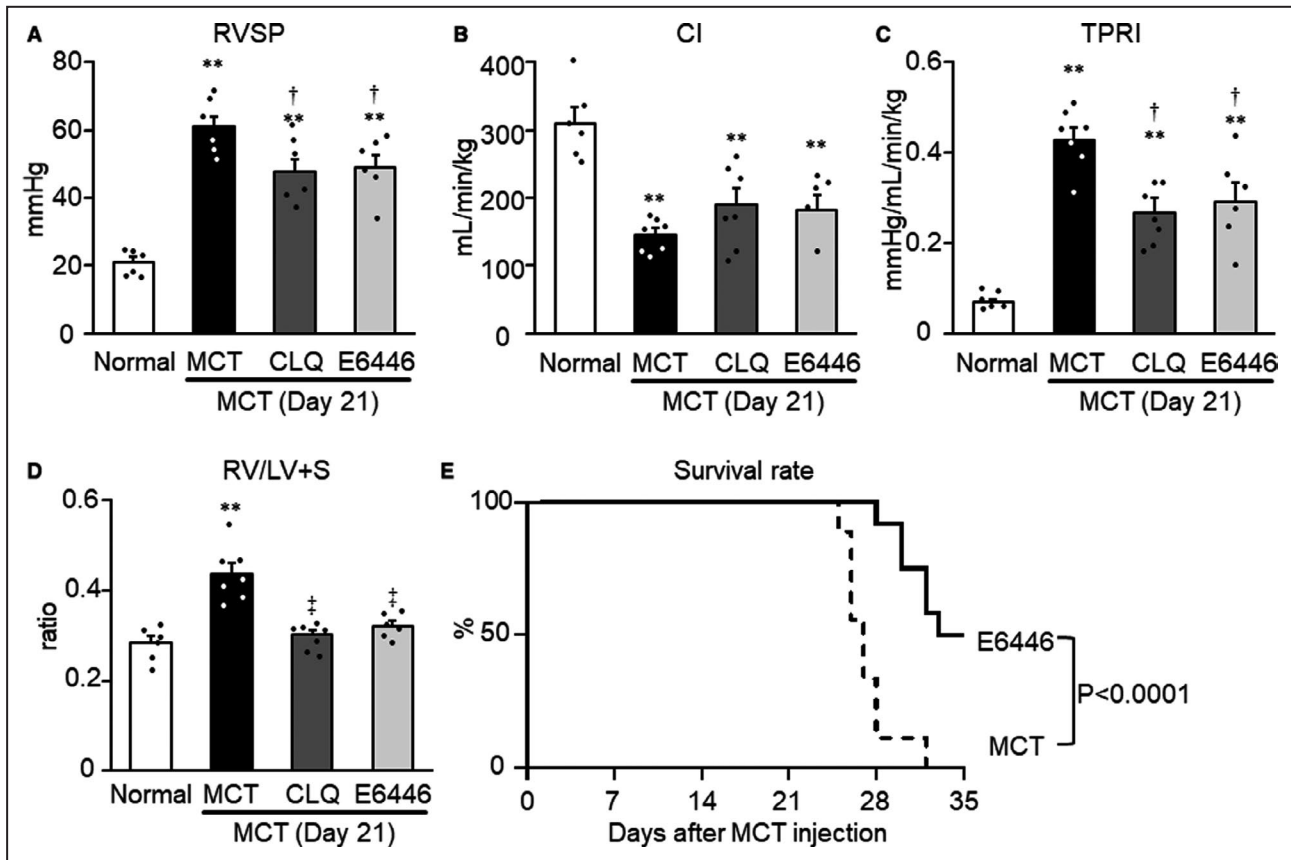 A RVSP
mmHg
80
60
40
20
0
**
†
**
†
**
Normal MCT CLQ E6446
MCT (Day 21)
B CI
mL/min/kg
400
300
200
100
0
**
**
**
Normal MCT CLQ E6446
MCT (Day 21)
C TPRI
mmHg/mL/min/kg
0.6
0.4
0.2
0
**
†
**
†
**
Normal MCT CLQ E6446
MCT (Day 21)
D RV/LV+S
ratio
0.6
0.4
0.2
0
**
‡
‡
Normal MCT CLQ E6446
MCT (Day 21)
E Survival rate
%
100
50
0
E6446
P<0.0001
MCT
0 7 14 21 28 35
Days after MCT injection